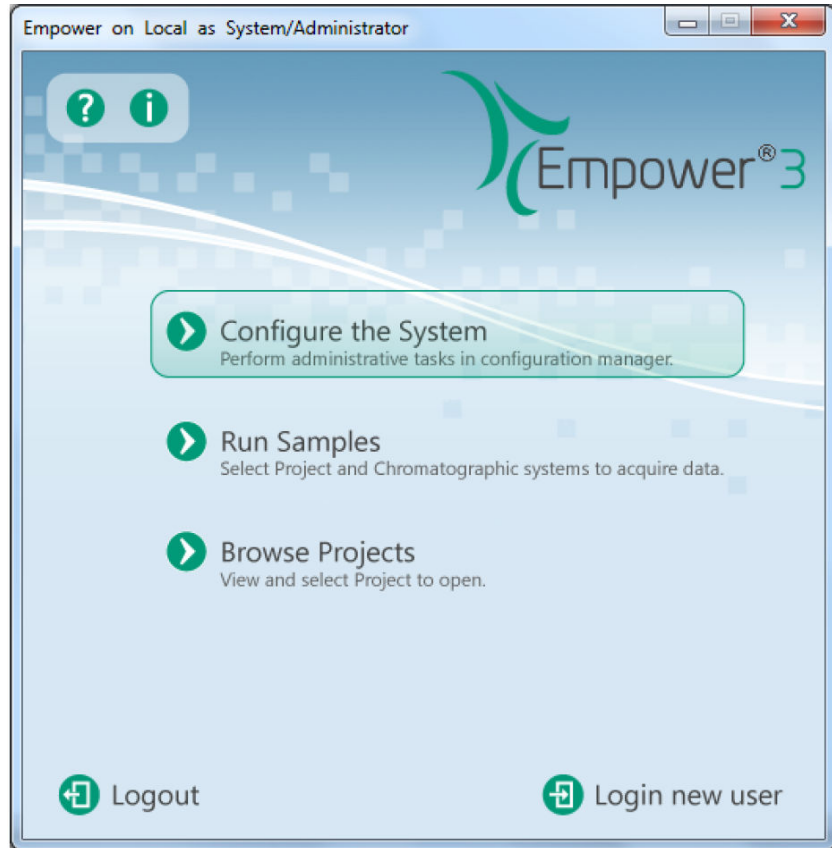 Empower on Local as System/Administrator
? i
Empower®3
Configure the System
Perform administrative tasks in configuration manager.
Run Samples
Select Project and Chromatographic systems to acquire data.
Browse Projects
View and select Project to open.
Logout
Login new user